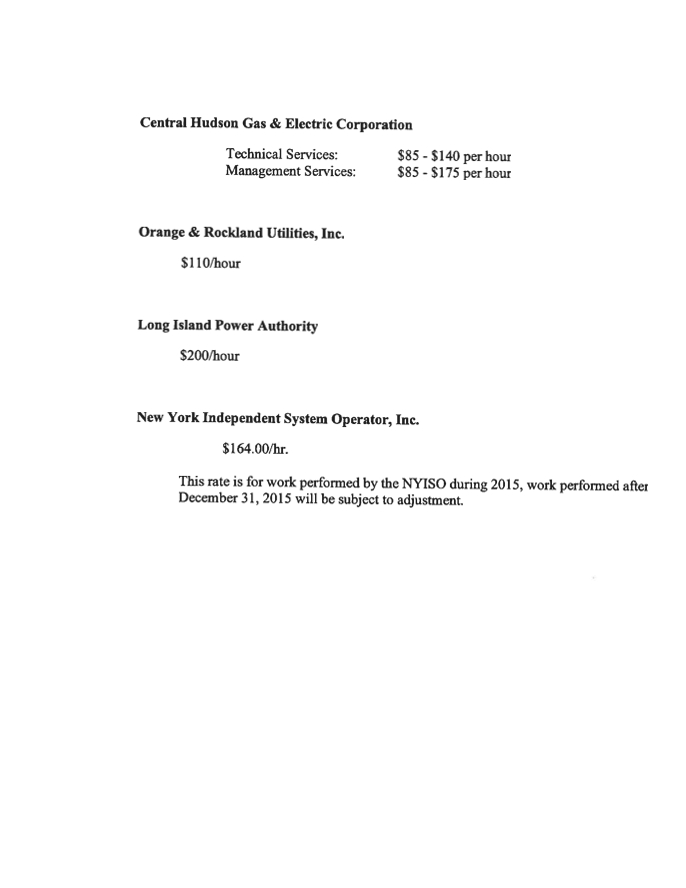 Central Hudson Gas & Electric Corporation
Technical Services: $85 - $140 per hour
Management Services: $85 - $175 per hour
Orange & Rockland Utilities, Inc.
$110/hour
Long Island Power Authority
$200/hour
New York Independent System Operator, Inc.
$164.00/hr.
This rate is for work performed by the NYISO during 2015, work performed after
December 31, 2015 will be subject to adjustment.